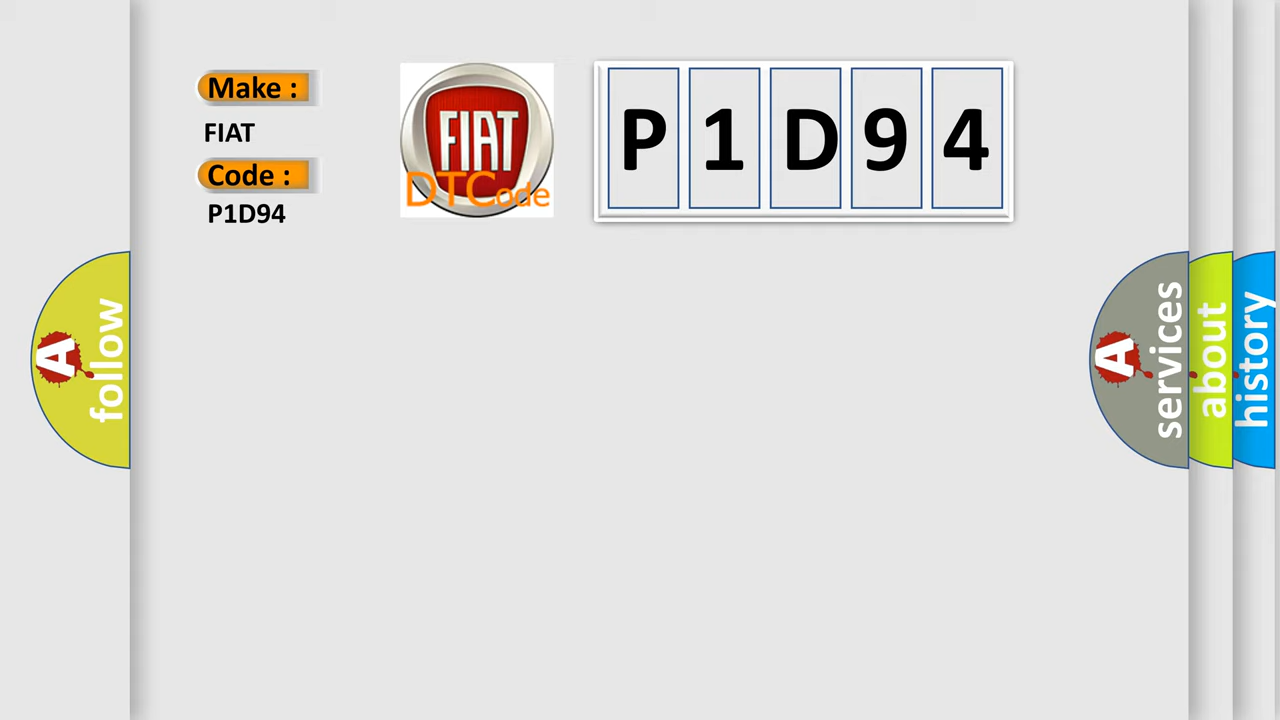 Make :
FIAT
Code :
P1D94
FIAT
DTCode
P 1 D 9 4
A follow
A services
about
history